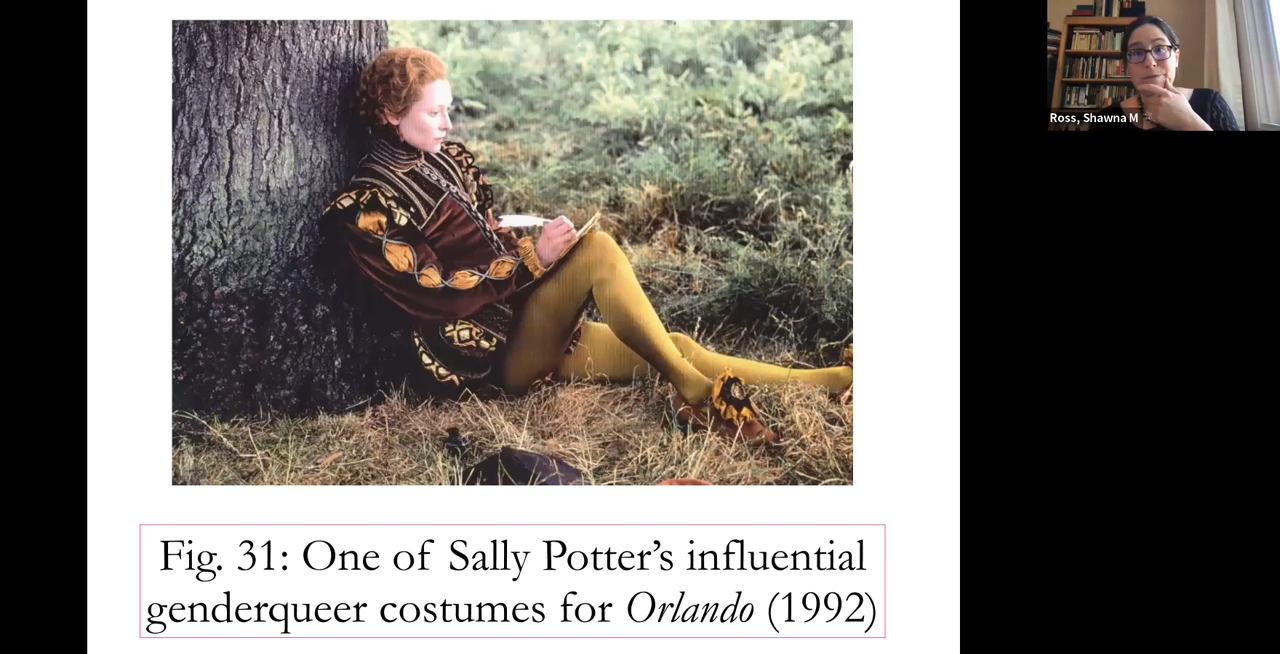 Ross, Shawna M
Fig. 31: One of Sally Potter’s influential
genderqueer costumes for Orlando (1992)